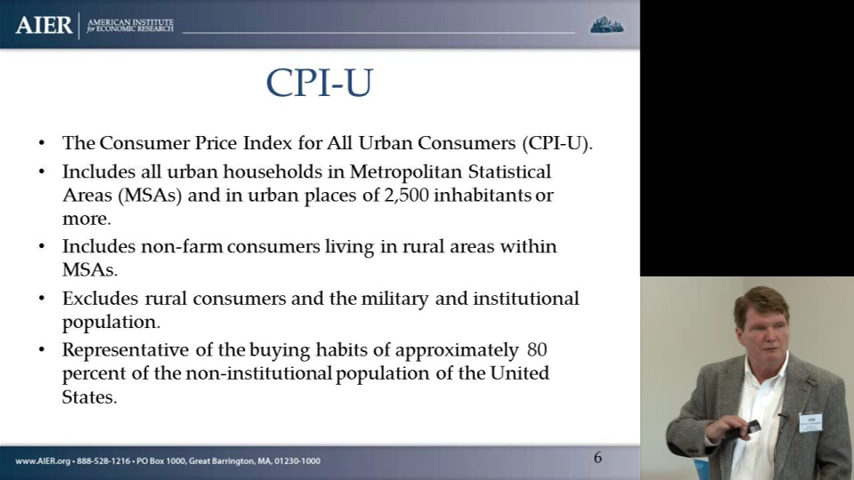 AIER
AMERICAN INSTITUTE
for ECONOMIC RESEARCH
CPI-U
• The Consumer Price Index for All Urban Consumers (CPI-U).
• Includes all urban households in Metropolitan Statistical
Areas (MSAs) and in urban places of 2,500 inhabitants or
more.
• Includes non-farm consumers living in rural areas within
MSAs.
• Excludes rural consumers and the military and institutional
population.
• Representative of the buying habits of approximately 80
percent of the non-institutional population of the United
States.
www.AIER.org • 888-528-1216 • PO Box 1000, Great Barrington, MA, 01230-1000
6